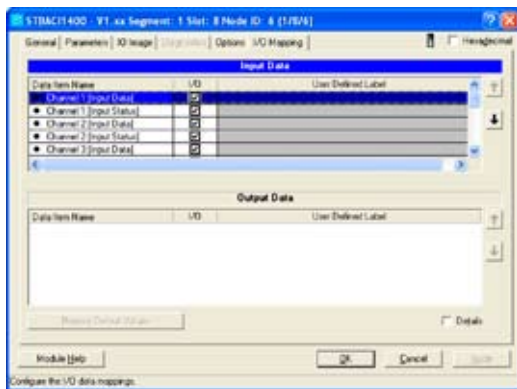 STBACI1400 - V1.xx Segment: 1 Slot: 8 Node ID: 6 (1/8/6)
General Parameters I/O Image Diagnostics Options I/O Mapping Hexadecimal
Input Data
Data Item Name I/O User Defined Label
Channel 1 [Input Data]
Channel 1 [Input Status]
Channel 2 [Input Data]
Channel 2 [Input Status]
Channel 3 [Input Data]
Output Data
Data Item Name I/O User Defined Label
Restore Default Values
Details
Module Help OK Cancel Apply
Configure the I/O data mappings.